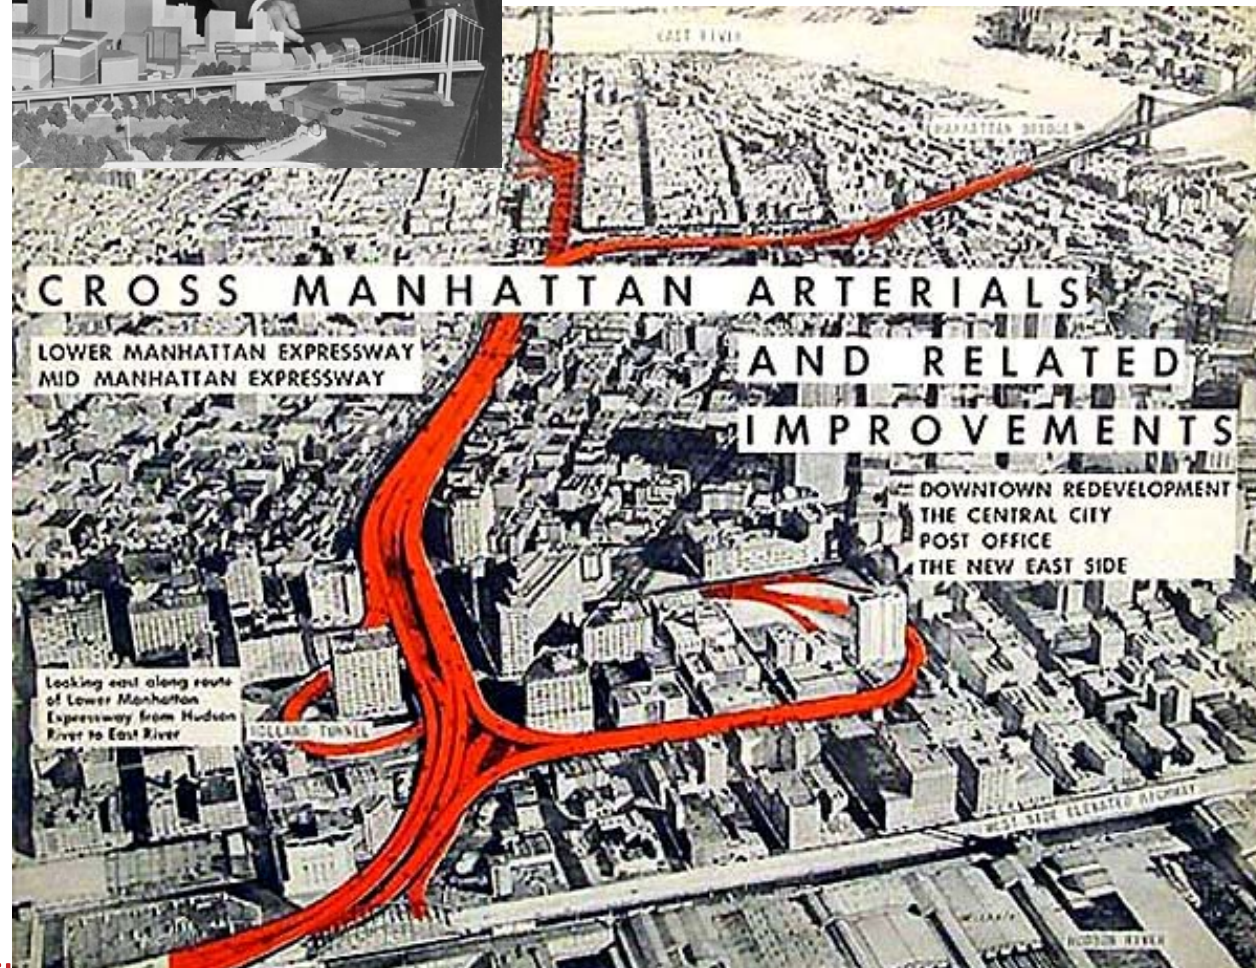 EAST RIVER
MANHATTAN BRIDGE
CROSS MANHATTAN ARTERIALS
AND RELATED
IMPROVEMENTS
LOWER MANHATTAN EXPRESSWAY
MID MANHATTAN EXPRESSWAY
DOWNTOWN REDEVELOPMENT
THE CENTRAL CITY
POST OFFICE
THE NEW EAST SIDE
Looking east along route
of Lower Manhattan
Expressway from Hudson
River to East River
HOLLAND TUNNEL
WEST SIDE ELEVATED HIGHWAY
HUDSON RIVER